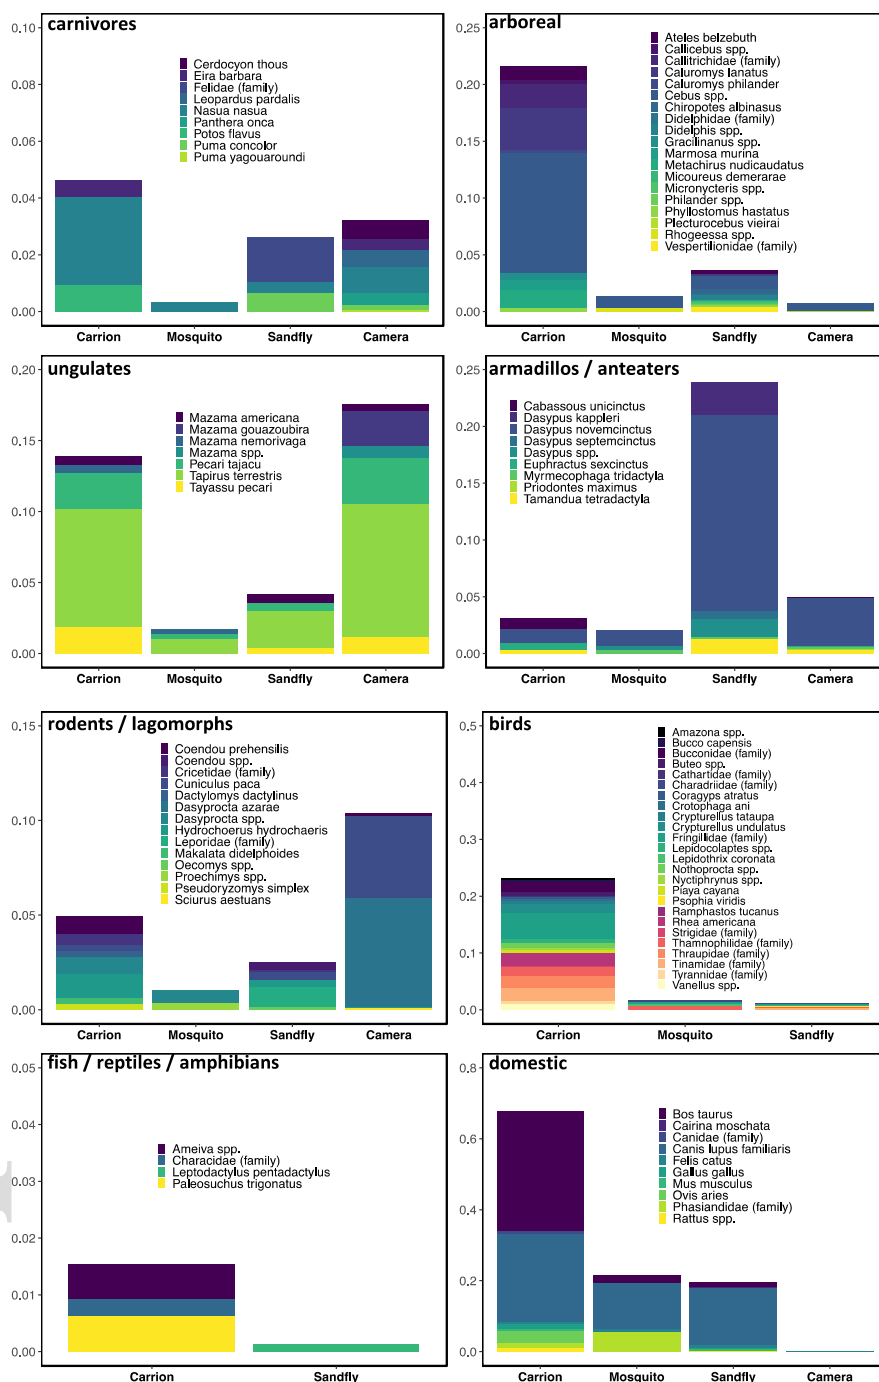 carnivores
0.10
0.08
0.06
0.04
0.02
0.00
Cerdocyon thous
Eira barbara
Felidae (family)
Leopardus pardalis
Nasua nasua
Panthera onca
Potos flavus
Puma concolor
Puma yagouaroundi
Carrion Mosquito Sandfly Camera
arboreal
0.25
0.20
0.15
0.10
0.05
0.00
Ateles belzebuth
Callicebus spp.
Callitrichidae (family)
Caluromys lanatus
Caluromys philander
Cebus spp.
Chiropotes albinasus
Didelphidae (family)
Didelphis spp.
Gracilinanus spp.
Marmosa murina
Metachirus nudicaudatus
Micoureus demerarae
Micronycteris spp.
Philander spp.
Phyllostomus hastatus
Plecturocebus vieirai
Rhogeessa spp.
Vespertilionidae (family)
Carrion Mosquito Sandfly Camera
ungulates
0.20
0.15
0.10
0.05
0.00
Mazama americana
Mazama gouazoubira
Mazama nemorivaga
Mazama spp.
Pecari tajacu
Tapirus terrestris
Tayassu pecari
Carrion Mosquito Sandfly Camera
armadillos / anteaters
0.25
0.20
0.15
0.10
0.05
0.00
Cabassous unicinctus
Dasypus kappleri
Dasypus novemcinctus
Dasypus septemcinctus
Dasypus spp.
Euphractus sexcinctus
Myrmecophaga tridactyla
Priodontes maximus
Tamandua tetradactyla
Carrion Mosquito Sandfly Camera
rodents / lagomorphs
0.15
0.10
0.05
0.00
Coendou prehensilis
Coendou spp.
Cricetidae (family)
Cuniculus paca
Dactylomys dactylinus
Dasyprocta azarae
Dasyprocta spp.
Hydrochoerus hydrochaeris
Leporidae (family)
Makalata didelphoides
Oecomys spp.
Proechimys spp.
Pseudoryzomys simplex
Sciurus aestuans
Carrion Mosquito Sandfly Camera
birds
0.5
0.4
0.3
0.2
0.1
0.0
Amazona spp.
Bucco capensis
Bucconidae (family)
Buteo spp.
Cathartidae (family)
Charadriidae (family)
Coragyps atratus
Crotophaga ani
Crypturellus tataupa
Crypturellus undulatus
Fringillidae (family)
Lepidocolaptes spp.
Lepidothrix coronata
Nothoprocta spp.
Nyctiphrynus spp.
Piaya cayana
Psophia viridis
Ramphastos tucanus
Rhea americana
Strigidae (family)
Thamnophilidae (family)
Thraupidae (family)
Tinamidae (family)
Tyrannidae (family)
Vanellus spp.
Carrion Mosquito Sandfly
fish / reptiles / amphibians
0.05
0.04
0.03
0.02
0.01
0.00
Ameiva spp.
Characidae (family)
Leptodactylus pentadactylus
Paleosuchus trigonatus
Carrion Sandfly
domestic
0.8
0.6
0.4
0.2
0.0
Bos taurus
Cairina moschata
Canidae (family)
Canis lupus familiaris
Felis catus
Gallus gallus
Mus musculus
Ovis aries
Phasiandidae (family)
Rattus spp.
Carrion Mosquito Sandfly Camera